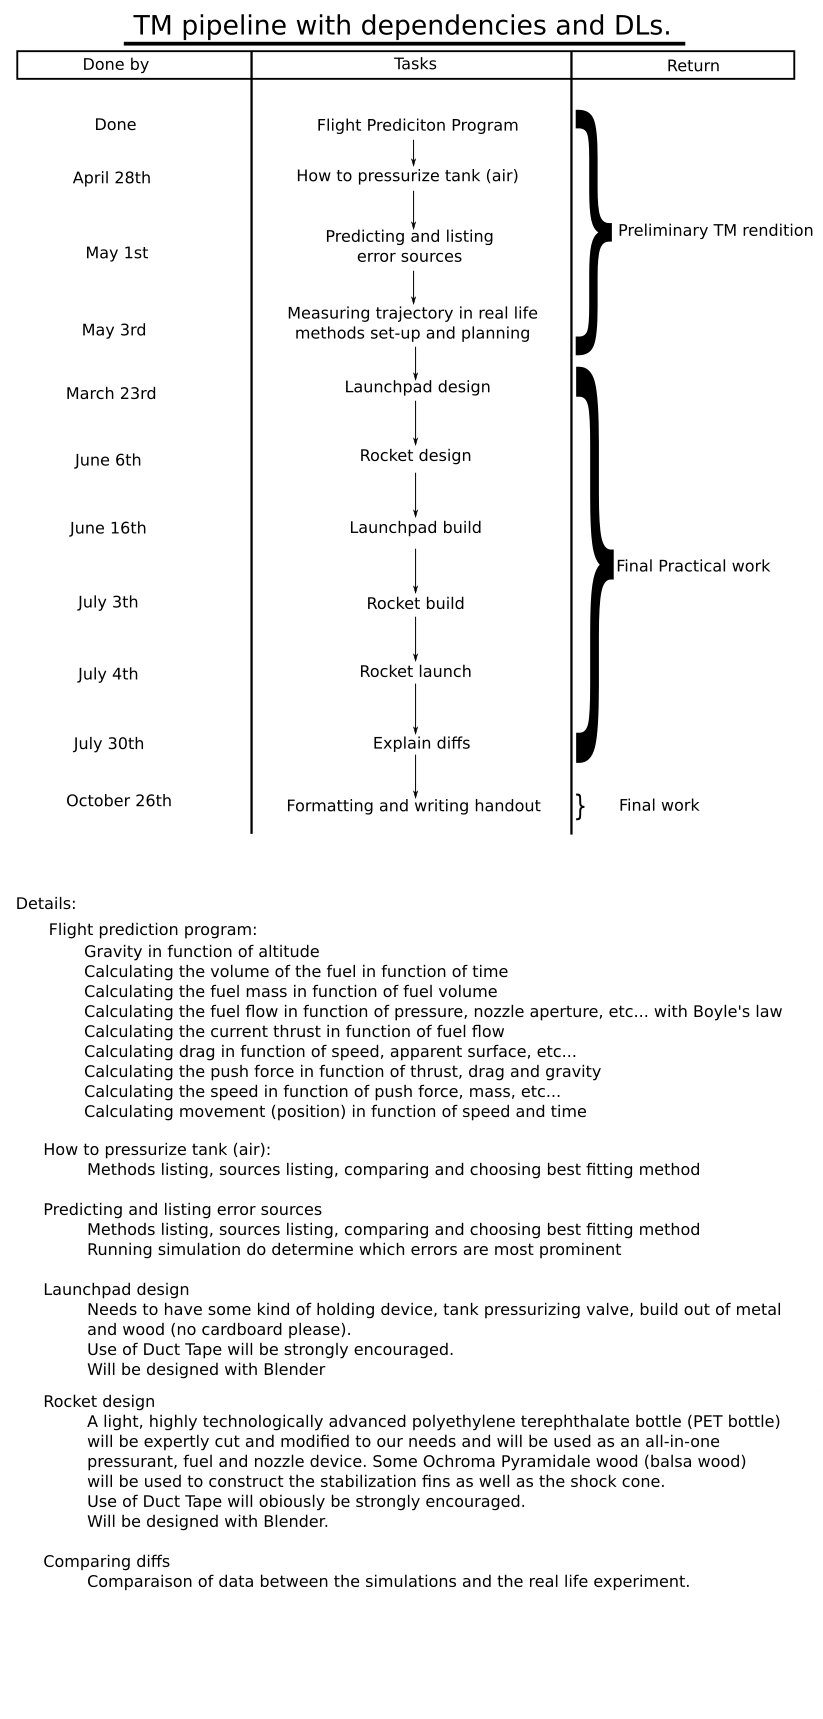 TM pipeline with dependencies and DLs.
Done by Tasks Return
Done Flight Prediciton Program
April 28th How to pressurize tank (air)
Preliminary TM rendition
May 1st Predicting and listing
error sources
May 3rd Measuring trajectory in real life
methods set-up and planning
March 23rd Launchpad design
June 6th Rocket design
June 16th Launchpad build
Final Practical work
July 3th Rocket build
July 4th Rocket launch
July 30th Explain diffs
October 26th Formatting and writing handout } Final work
Details:
Flight prediction program:
Gravity in function of altitude
Calculating the volume of the fuel in function of time
Calculating the fuel mass in function of fuel volume
Calculating the fuel flow in function of pressure, nozzle aperture, etc... with Boyle's law
Calculating the current thrust in function of fuel flow
Calculating drag in function of speed, apparent surface, etc...
Calculating the push force in function of thrust, drag and gravity
Calculating the speed in function of push force, mass, etc...
Calculating movement (position) in function of speed and time
How to pressurize tank (air):
Methods listing, sources listing, comparing and choosing best fitting method
Predicting and listing error sources
Methods listing, sources listing, comparing and choosing best fitting method
Running simulation do determine which errors are most prominent
Launchpad design
Needs to have some kind of holding device, tank pressurizing valve, build out of metal
and wood (no cardboard please).
Use of Duct Tape will be strongly encouraged.
Will be designed with Blender
Rocket design
A light, highly technologically advanced polyethylene terephthalate bottle (PET bottle)
will be expertly cut and modified to our needs and will be used as an all-in-one
pressurant, fuel and nozzle device. Some Ochroma Pyramidale wood (balsa wood)
will be used to construct the stabilization fins as well as the shock cone.
Use of Duct Tape will obiously be strongly encouraged.
Will be designed with Blender.
Comparing diffs
Comparaison of data between the simulations and the real life experiment.